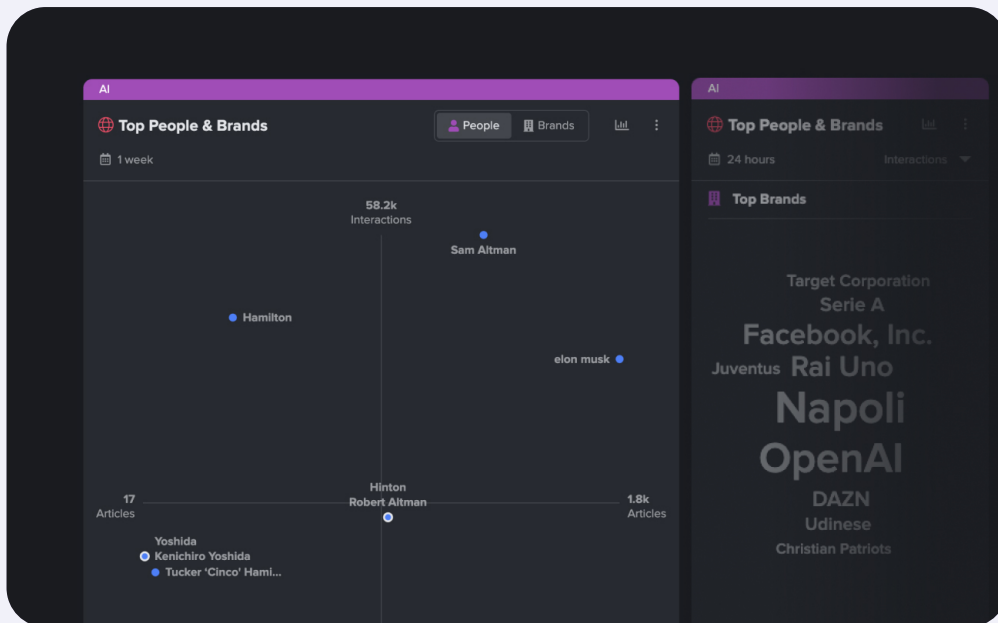 AI
Top People & Brands
People
Brands
1 week
58.2k
Interactions
Sam Altman
Hamilton
elon musk
Hinton
Robert Altman
17
Articles
1.8k
Articles
Yoshida
Kenichiro Yoshida
Tucker ‘Cinco’ Hami...
AI
Top People & Brands
24 hours
Interactions
Top Brands
Target Corporation
Serie A
Facebook, Inc.
Juventus Rai Uno
Napoli
OpenAI
DAZN
Udinese
Christian Patriots